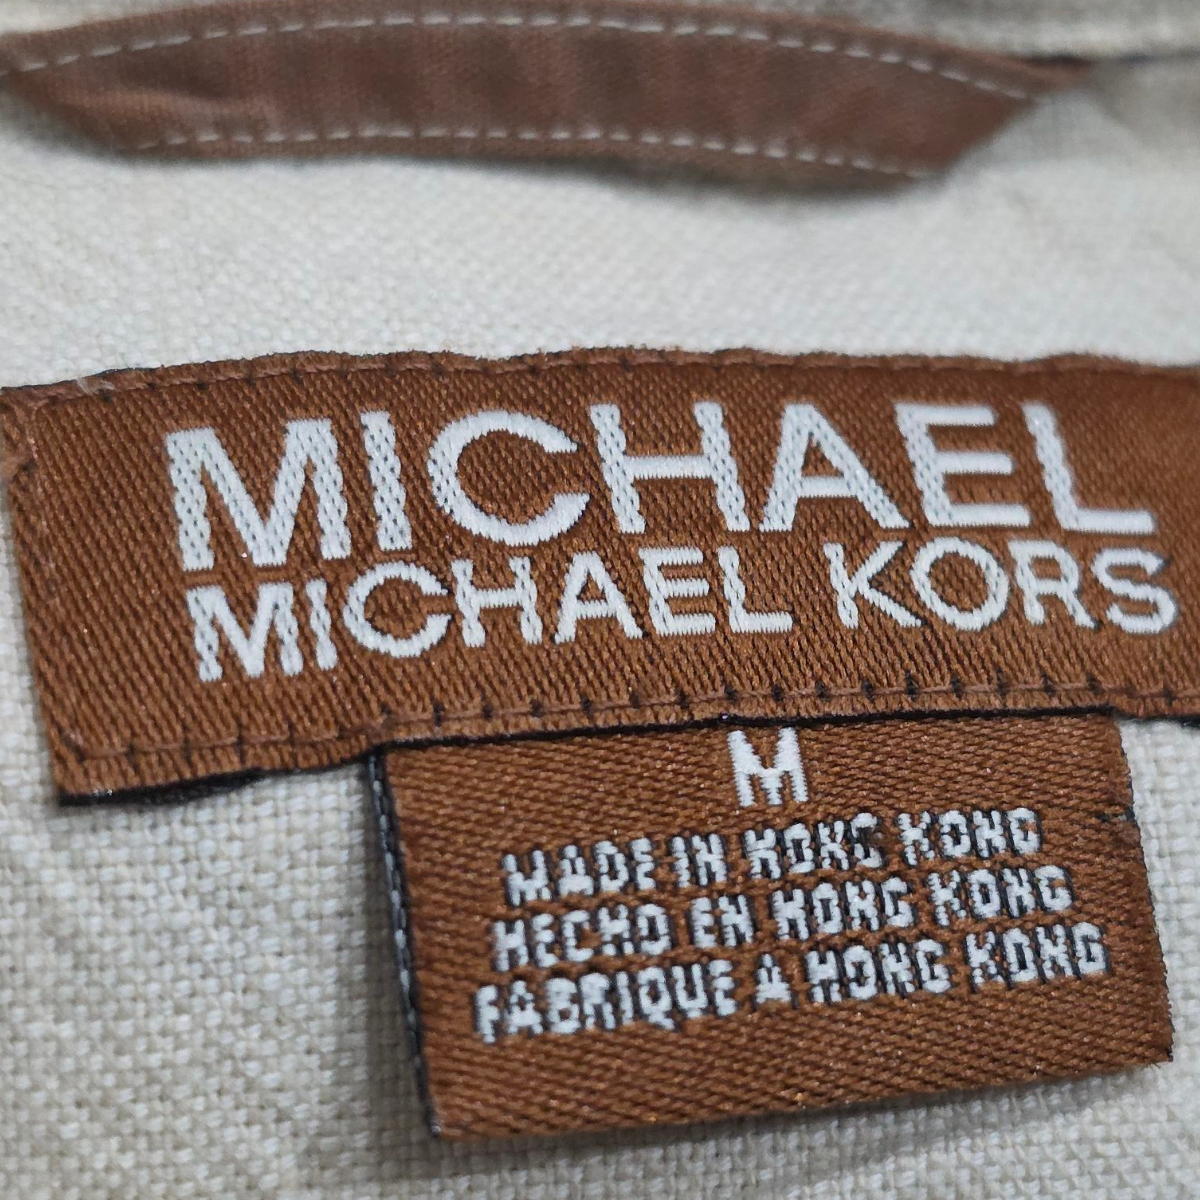 MICHAEL
MICHAEL KORS
M
MADE IN HONG KONG
HECHO EN HONG KONG
FABRIQUE A HONG KONG